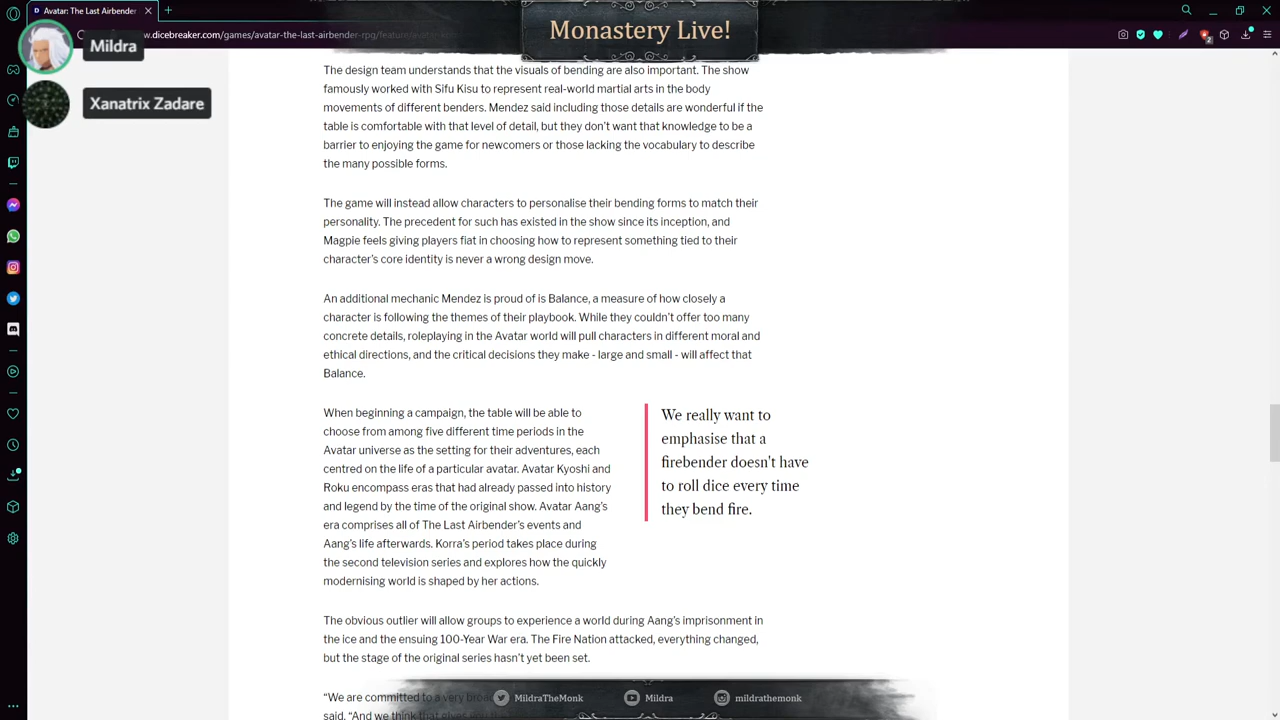 Avatar: The Last Airbender
Monastery Live!
Mildra
Xanatrix Zadare
w.dicebreaker.com/games/avatar-the-last-airbender-rpg/feature/avatar
2
The design team understands that the visuals of bending are also important. The show
famously worked with Sifu Kisu to represent real-world martial arts in the body
movements of different benders. Mendez said including those details are wonderful if the
table is comfortable with that level of detail, but they don’t want that knowledge to be a
barrier to enjoying the game for newcomers or those lacking the vocabulary to describe
the many possible forms.
The game will instead allow characters to personalise their bending forms to match their
personality. The precedent for such has existed in the show since its inception, and
Magpie feels giving players fiat in choosing how to represent something tied to their
character’s core identity is never a wrong design move.
An additional mechanic Mendez is proud of is Balance, a measure of how closely a
character is following the themes of their playbook. While they couldn’t offer too many
concrete details, roleplaying in the Avatar world will pull characters in different moral and
ethical directions, and the critical decisions they make - large and small - will affect that
Balance.
When beginning a campaign, the table will be able to
choose from among five different time periods in the
Avatar universe as the setting for their adventures, each
centred on the life of a particular avatar. Avatar Kyoshi and
Roku encompass eras that had already passed into history
and legend by the time of the original show. Avatar Aang’s
era comprises all of The Last Airbender’s events and
Aang’s life afterwards. Korra’s period takes place during
the second television series and explores how the quickly
modernising world is shaped by her actions.
We really want to
emphasise that a
firebender doesn't have
to roll dice every time
they bend fire.
The obvious outlier will allow groups to experience a world during Aang’s imprisonment in
the ice and the ensuing 100-Year War era. The Fire Nation attacked, everything changed,
but the stage of the original series hasn’t yet been set.
“We are committed to a very
said. “And we think that
MildraTheMonk
Mildra
mildrathemonk